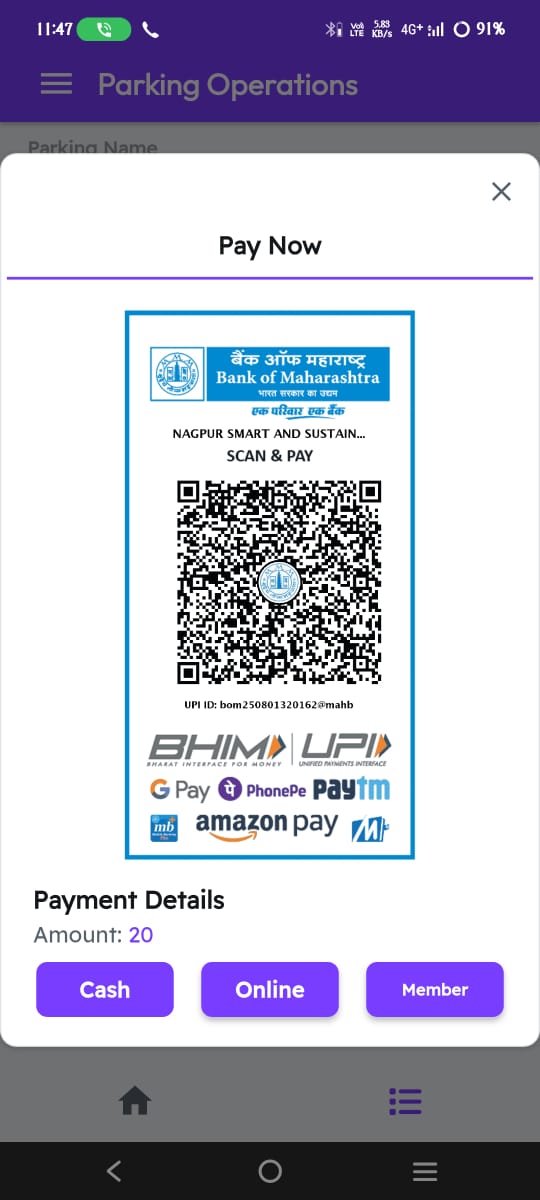 11:47 Vo) LTE 5.83 KB/s 4G+ 91%
Parking Operations
Parking Name
Pay Now
बैंक ऑफ महाराष्ट्र
Bank of Maharashtra
भारत सरकार का उद्यम
एक परिवार एक बैंक
NAGPUR SMART AND SUSTAIN...
SCAN & PAY
UPI ID: bom250801320162@mahb
BHIM UPI
BHARAT INTERFACE FOR MONEY UNIFIED PAYMENTS INTERFACE
G Pay पे PhonePe Paytm
mb amazon pay
Payment Details
Amount: 20
Cash Online Member